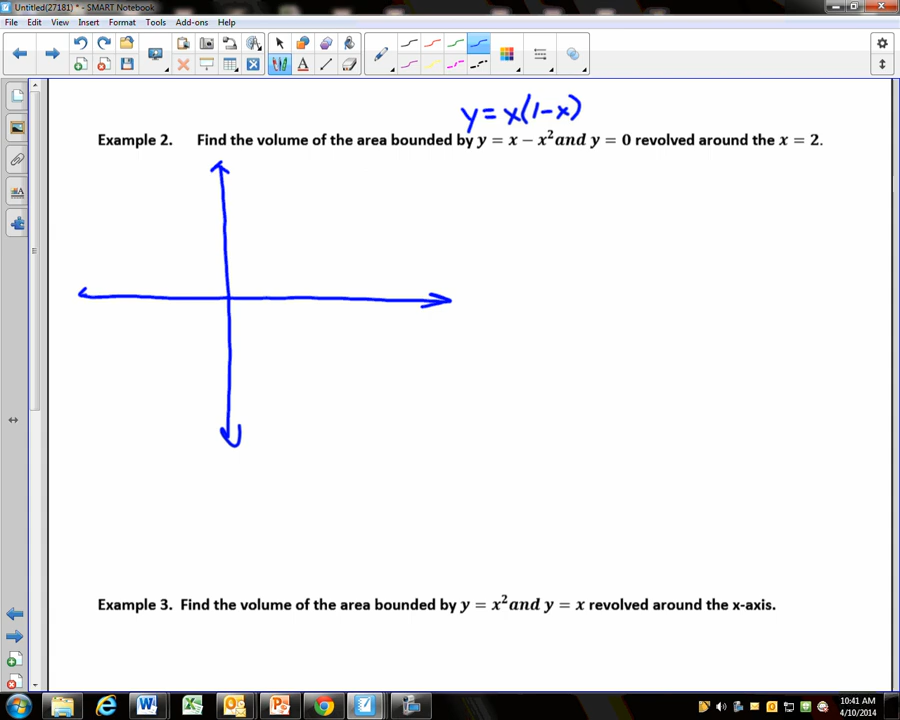 Untitled(27181) * - SMART Notebook
File Edit View Insert Format Tools Add-ons Help
y = x(1-x)
Example 2. Find the volume of the area bounded by y = x − x² and y = 0 revolved around the x = 2.
Example 3. Find the volume of the area bounded by y = x² and y = x revolved around the x-axis.
10:41 AM
4/10/2014